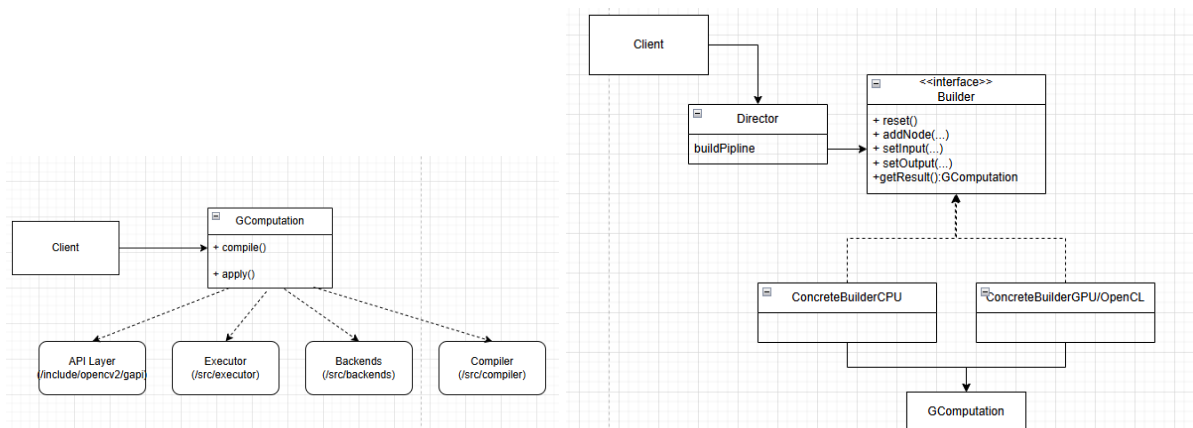 Client
GComputation
+ compile()
+ apply()
API Layer
(/include/opencv2/gapi)
Executor
(/src/executor)
Backends
(/src/backends)
Compiler
(/src/compiler)
Client
Director
buildPipline
<<interface>>
Builder
+ reset()
+ addNode(...)
+ setInput(...)
+ setOutput(...)
+getResult():GComputation
ConcreteBuilderCPU
ConcreteBuilderGPU/OpenCL
GComputation